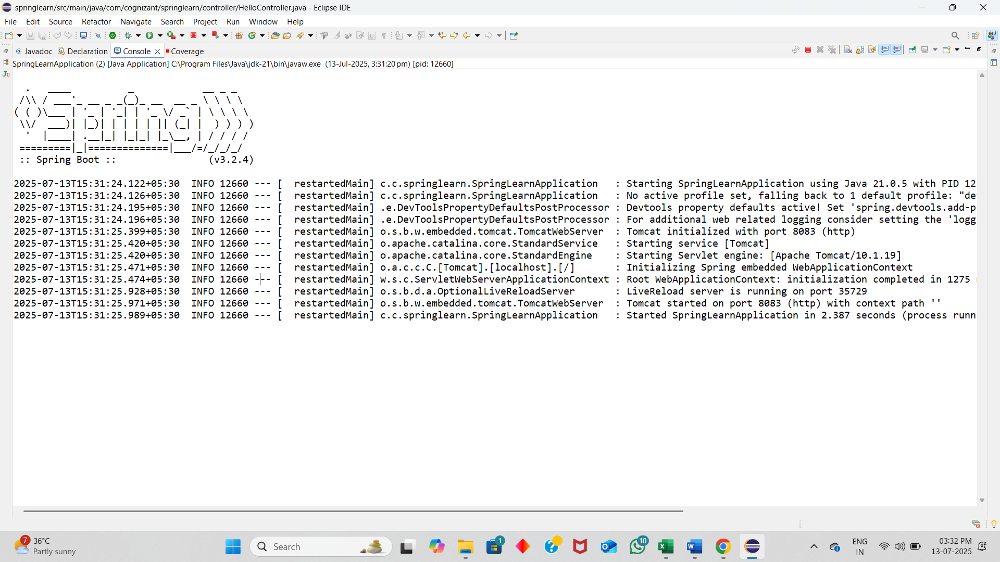 springlearn/src/main/java/com/cognizant/springlearn/controller/HelloController.java - Eclipse IDE
File Edit Source Refactor Navigate Search Project Run Window Help
@ Javadoc Declaration Console Coverage
SpringLearnApplication (2) [Java Application] C:\Program Files\Java\jdk-21\bin\javaw.exe (13-Jul-2025, 3:31:20 pm) [pid: 12660]
Spring
:: Spring Boot :: (v3.2.4)
2025-07-13T15:31:24.122+05:30  INFO 12660 --- [  restartedMain] c.c.springlearn.SpringLearnApplication   : Starting SpringLearnApplication using Java 21.0.5 with PID 12
2025-07-13T15:31:24.126+05:30  INFO 12660 --- [  restartedMain] c.c.springlearn.SpringLearnApplication   : No active profile set, falling back to 1 default profile: "de
2025-07-13T15:31:24.195+05:30  INFO 12660 --- [  restartedMain] .e.DevToolsPropertyDefaultsPostProcessor : Devtools property defaults active! Set 'spring.devtools.add-p
2025-07-13T15:31:24.196+05:30  INFO 12660 --- [  restartedMain] .e.DevToolsPropertyDefaultsPostProcessor : For additional web related logging consider setting the 'logg
2025-07-13T15:31:25.399+05:30  INFO 12660 --- [  restartedMain] o.s.b.w.embedded.tomcat.TomcatWebServer  : Tomcat initialized with port 8083 (http)
2025-07-13T15:31:25.420+05:30  INFO 12660 --- [  restartedMain] o.apache.catalina.core.StandardService   : Starting service [Tomcat]
2025-07-13T15:31:25.420+05:30  INFO 12660 --- [  restartedMain] o.apache.catalina.core.StandardEngine    : Starting Servlet engine: [Apache Tomcat/10.1.19]
2025-07-13T15:31:25.471+05:30  INFO 12660 --- [  restartedMain] o.a.c.c.C.[Tomcat].[localhost].[/]       : Initializing Spring embedded WebApplicationContext
2025-07-13T15:31:25.474+05:30  INFO 12660 --- [  restartedMain] w.s.c.ServletWebServerApplicationContext : Root WebApplicationContext: initialization completed in 1275
2025-07-13T15:31:25.928+05:30  INFO 12660 --- [  restartedMain] o.s.b.d.a.OptionalLiveReloadServer       : LiveReload server is running on port 35729
2025-07-13T15:31:25.971+05:30  INFO 12660 --- [  restartedMain] o.s.b.w.embedded.tomcat.TomcatWebServer  : Tomcat started on port 8083 (http) with context path ''
2025-07-13T15:31:25.989+05:30  INFO 12660 --- [  restartedMain] c.c.springlearn.SpringLearnApplication   : Started SpringLearnApplication in 2.387 seconds (process runn
7 36°C
Partly sunny
Search
1
10
ENG
IN
03:32 PM
13-07-2025